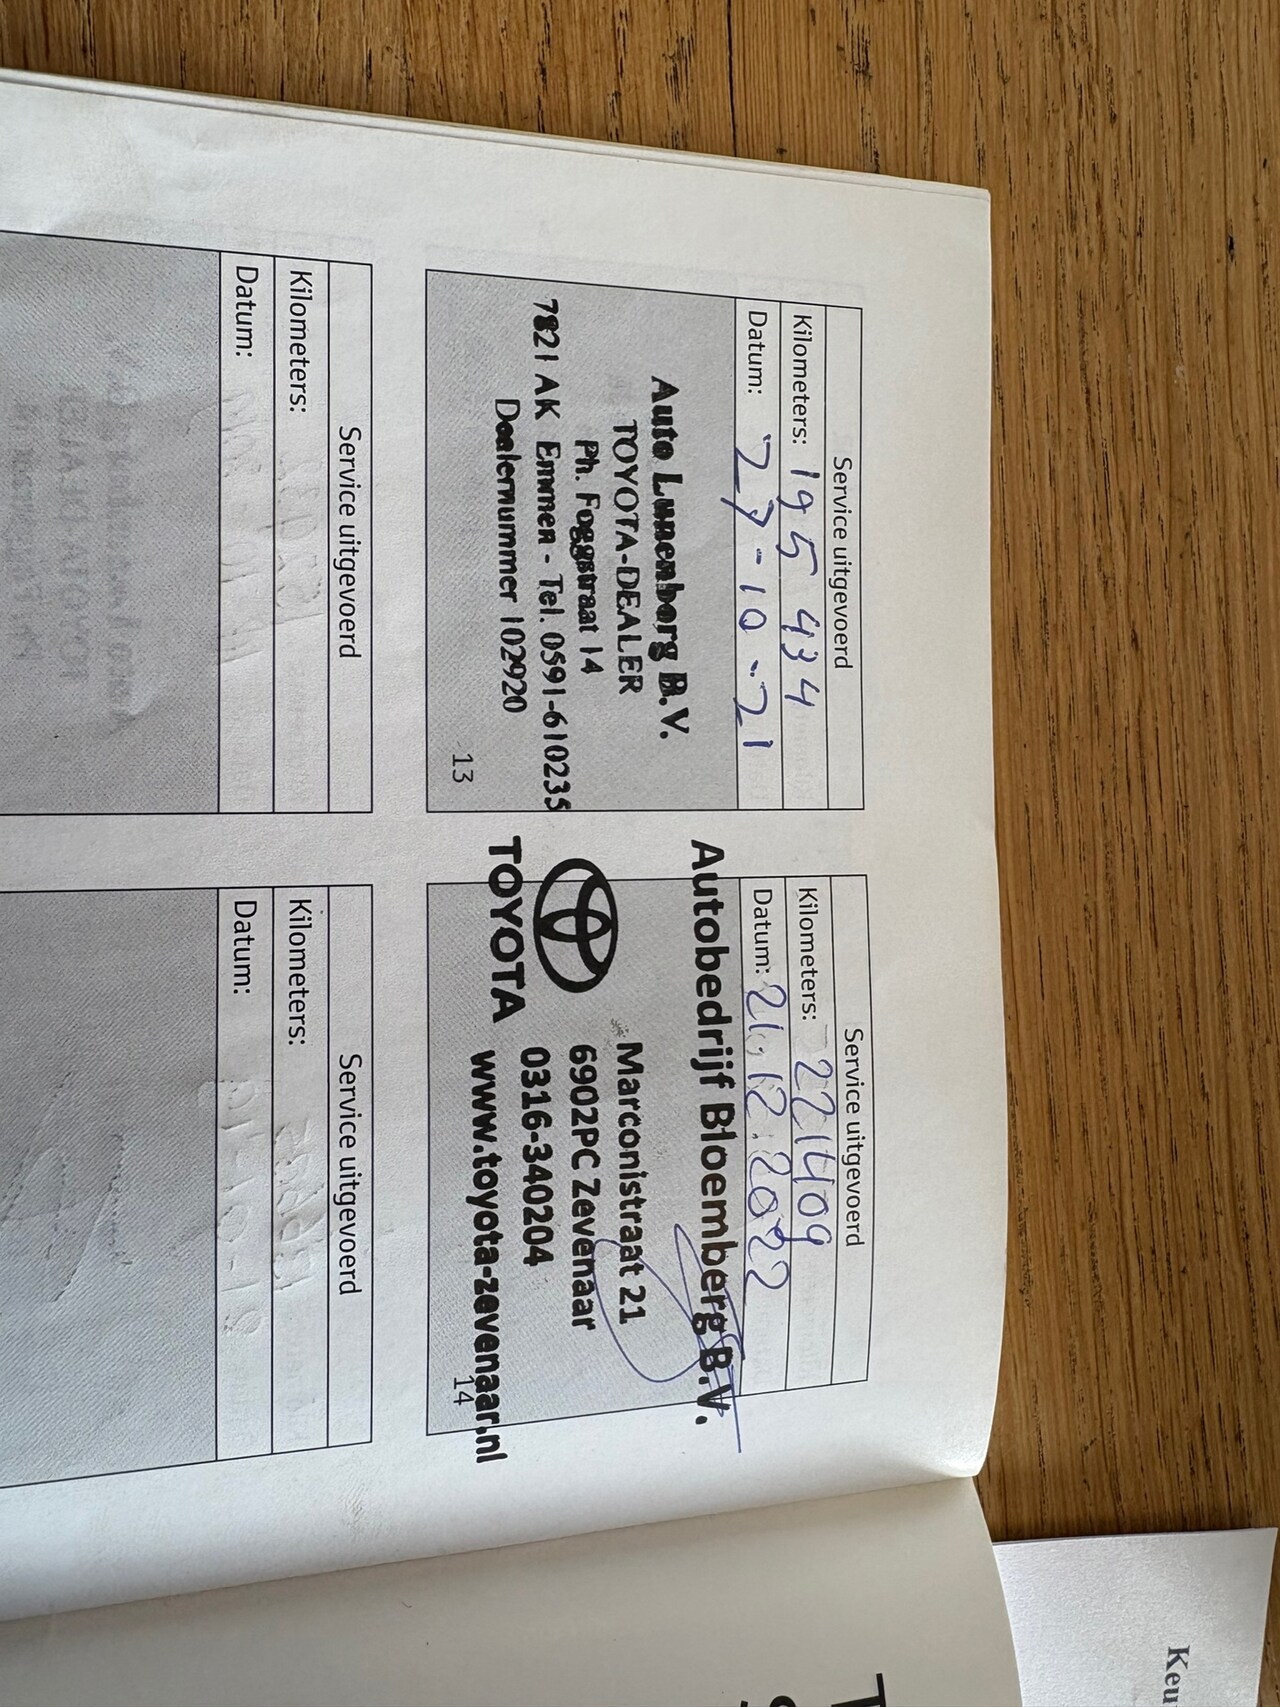 Service uitgevoerd
Kilometers: 195 434
Datum: 27-10-21
Auto Lunenborg B.V.
TOYOTA-DEALER
Ph. Foggstraat 14
7821 AK Emmen - Tel. 0591-610235
Dealernummer 102920
13
Service uitgevoerd
Kilometers: 221409
Datum: 21.12.2022
Autobedrijf Bloemberg B.V.
Marconistraat 21
6902PC Zevenaar
0316-340204
TOYOTA www.toyota-zevenaar.nl
14
Service uitgevoerd
Kilometers:
Datum:
Service uitgevoerd
Kilometers:
Datum:
Keu